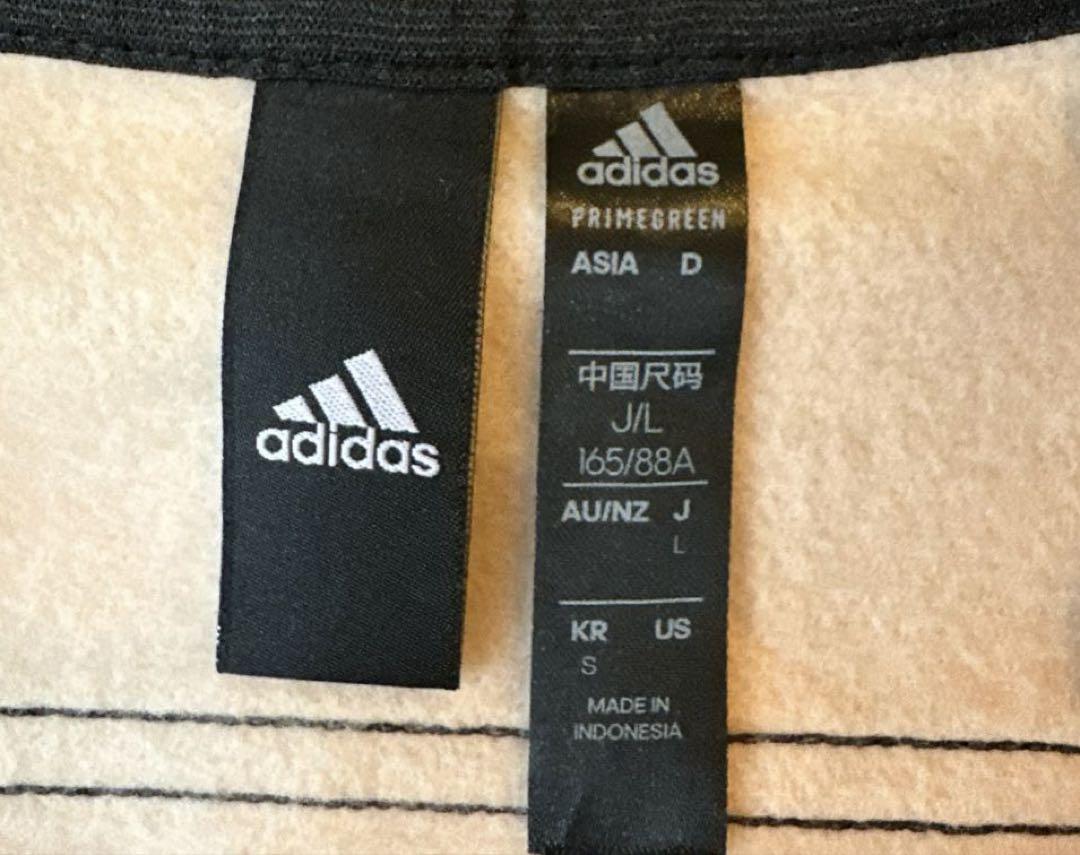 adidas
adidas
PRIMEGREEN
ASIA D
中国尺码
J/L
165/88A
AU/NZ J
L
KR US
S
MADE IN
INDONESIA